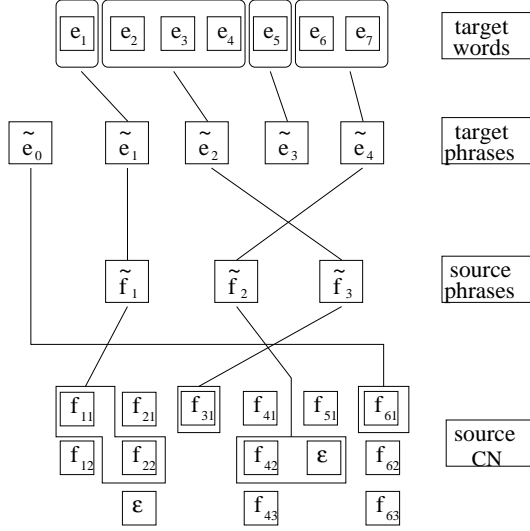 e₁ e₂ e₃ e₄ e₅ e₆ e₇ target words
ẽ₀ ẽ₁ ẽ₂ ẽ₃ ẽ₄ target phrases
f̃₁ f̃₂ f̃₃ source phrases
f₁₁ f₂₁ f₃₁ f₄₁ f₅₁ f₆₁
f₁₂ f₂₂ f₄₂ ε f₆₂ source CN
ε f₄₃ f₆₃